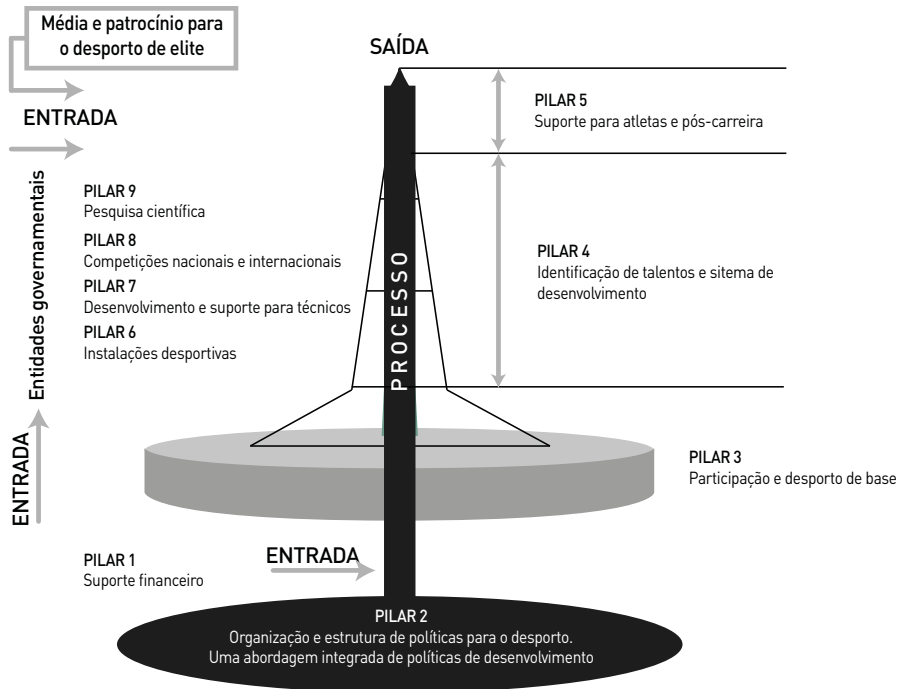 Média e patrocínio para
o desporto de elite
SAÍDA
ENTRADA
PILAR 5
Suporte para atletas e pós-carreira
Entidades governamentais
PILAR 9
Pesquisa científica
PILAR 8
Competições nacionais e internacionais
PILAR 7
Desenvolvimento e suporte para técnicos
PILAR 6
Instalações desportivas
PROCESSO
PILAR 4
Identificação de talentos e sitema de
desenvolvimento
ENTRADA
PILAR 3
Participação e desporto de base
PILAR 1
Suporte financeiro
ENTRADA
PILAR 2
Organização e estrutura de políticas para o desporto.
Uma abordagem integrada de políticas de desenvolvimento